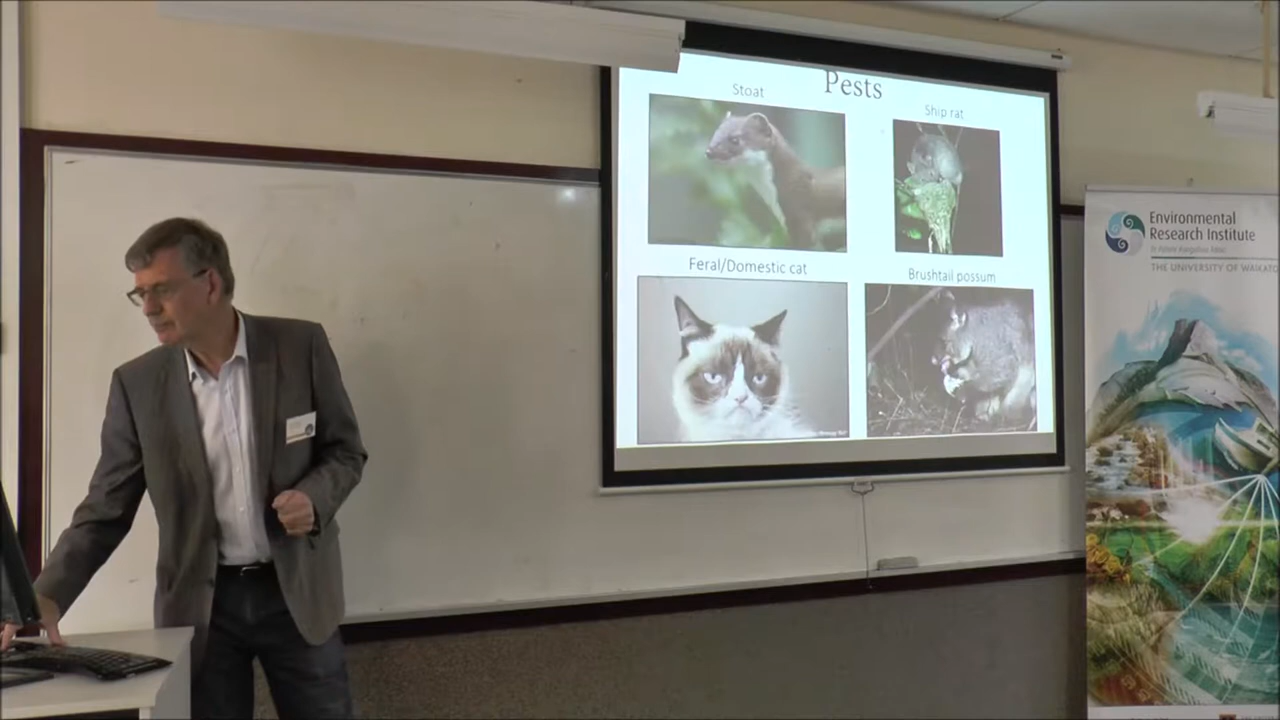 Pests
Stoat
Ship rat
Feral/Domestic cat
Brushtail possum
Environmental
Research Institute
THE UNIVERSITY OF WAIKATO